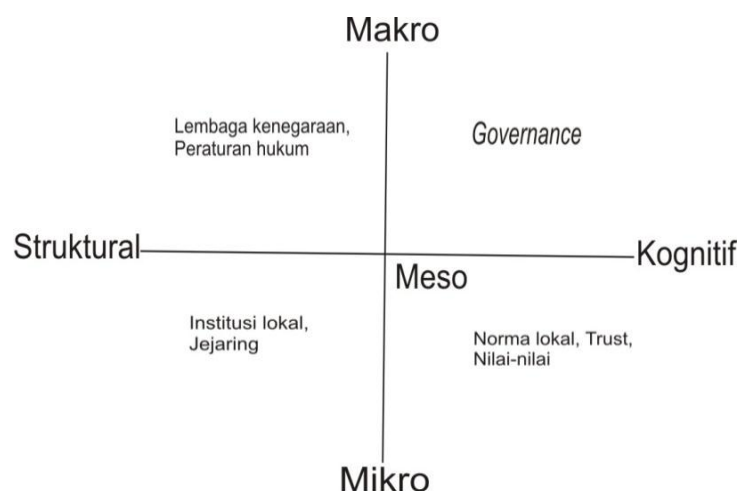 Makro
Lembaga kenegaraan,
Peraturan hukum
Governance
Struktural
Kognitif
Meso
Institusi lokal,
Jejaring
Norma lokal, Trust,
Nilai-nilai
Mikro